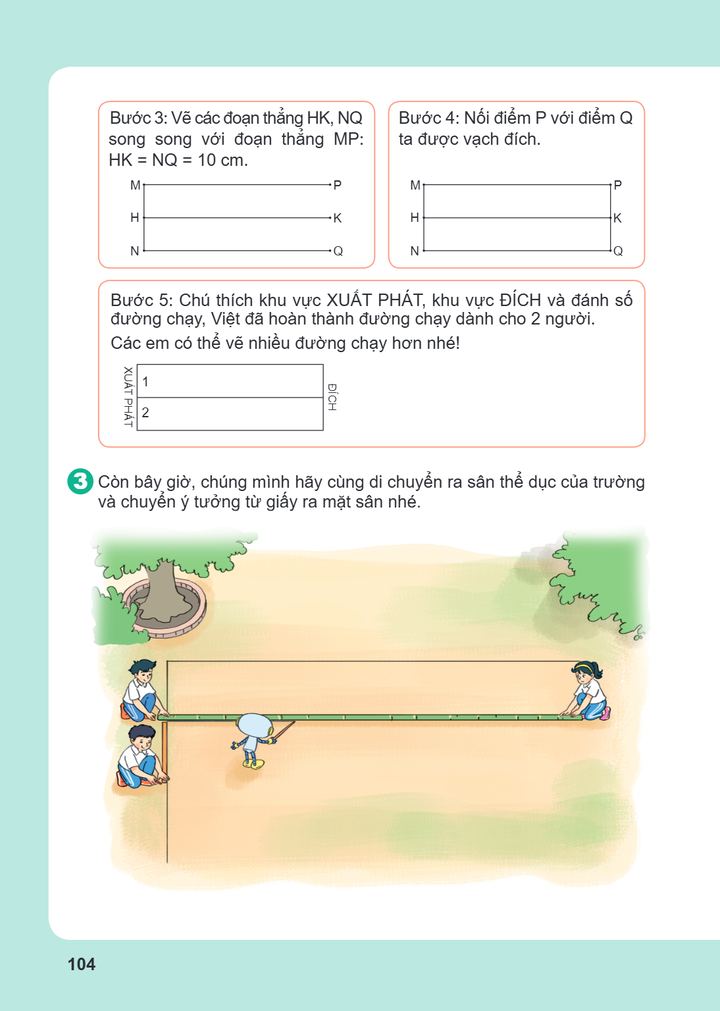 Bước 3: Vẽ các đoạn thẳng HK, NQ
song song với đoạn thẳng MP:
HK = NQ = 10 cm.
M P
H K
N Q
Bước 4: Nối điểm P với điểm Q
ta được vạch đích.
M P
H K
N Q
Bước 5: Chú thích khu vực XUẤT PHÁT, khu vực ĐÍCH và đánh số
đường chạy, Việt đã hoàn thành đường chạy dành cho 2 người.
Các em có thể vẽ nhiều đường chạy hơn nhé!
XUẤT PHÁT
1
2
ĐÍCH
3 Còn bây giờ, chúng mình hãy cùng di chuyển ra sân thể dục của trường
và chuyển ý tưởng từ giấy ra mặt sân nhé.
104